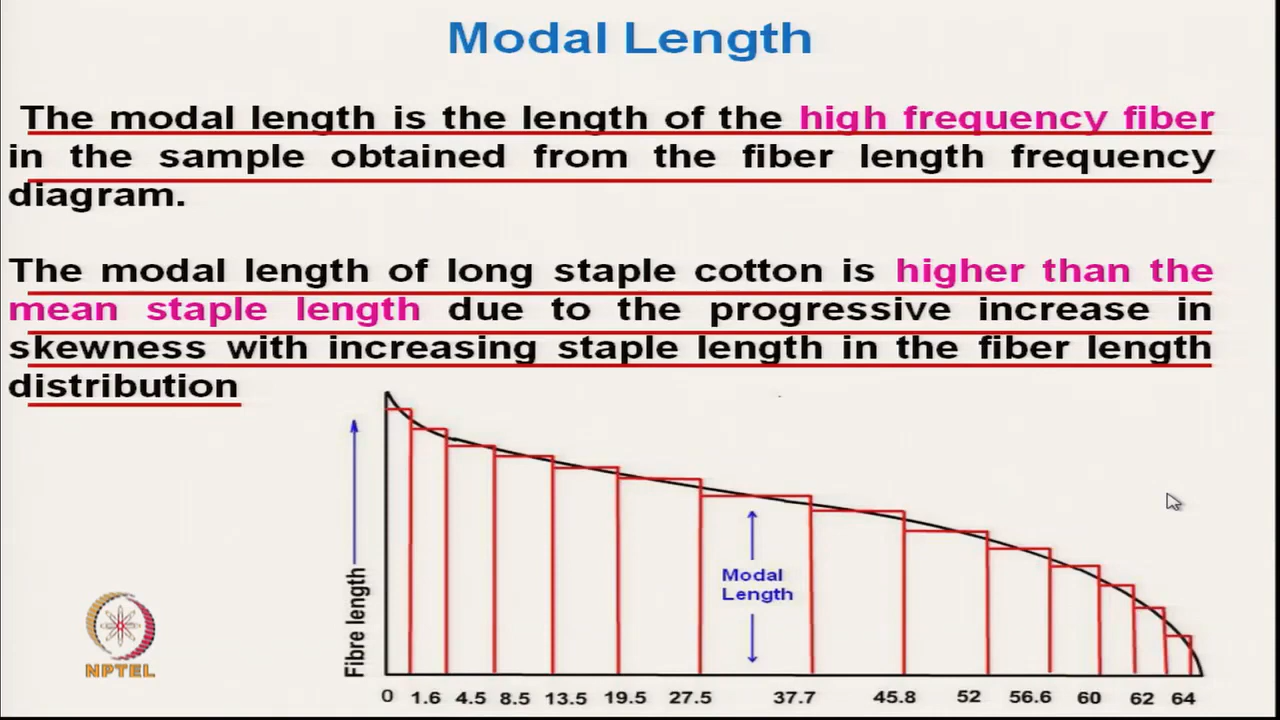 Modal Length
The modal length is the length of the high frequency fiber
in the sample obtained from the fiber length frequency
diagram.
The modal length of long staple cotton is higher than the
mean staple length due to the progressive increase in
skewness with increasing staple length in the fiber length
distribution
Fibre length
Modal
Length
0 1.6 4.5 8.5 13.5 19.5 27.5 37.7 45.8 52 56.6 60 62 64
NPTEL